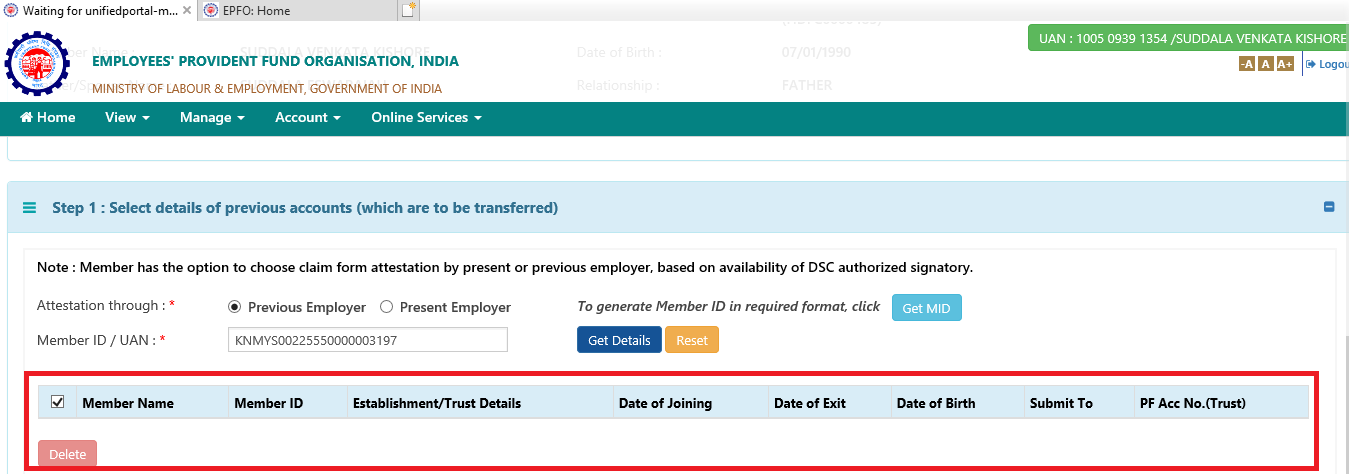 Waiting for unifiedportal-m...
EPFO: Home
Name :
SUDDALA VENKATA KISHORE
Date of Birth :
07/01/1990
UAN : 1005 0939 1354 /SUDDALA VENKATA KISHORE
EMPLOYEES' PROVIDENT FUND ORGANISATION, INDIA
-A A A+
Logou
Relationship :
FATHER
MINISTRY OF LABOUR & EMPLOYMENT, GOVERNMENT OF INDIA
Home View Manage Account Online Services
Step 1 : Select details of previous accounts (which are to be transferred)
Note : Member has the option to choose claim form attestation by present or previous employer, based on availability of DSC authorized signatory.
Attestation through : * Previous Employer Present Employer To generate Member ID in required format, click Get MID
Member ID / UAN : * KNMYS00225550000003197 Get Details Reset
Member Name Member ID Establishment/Trust Details Date of Joining Date of Exit Date of Birth Submit To PF Acc No.(Trust)
Delete